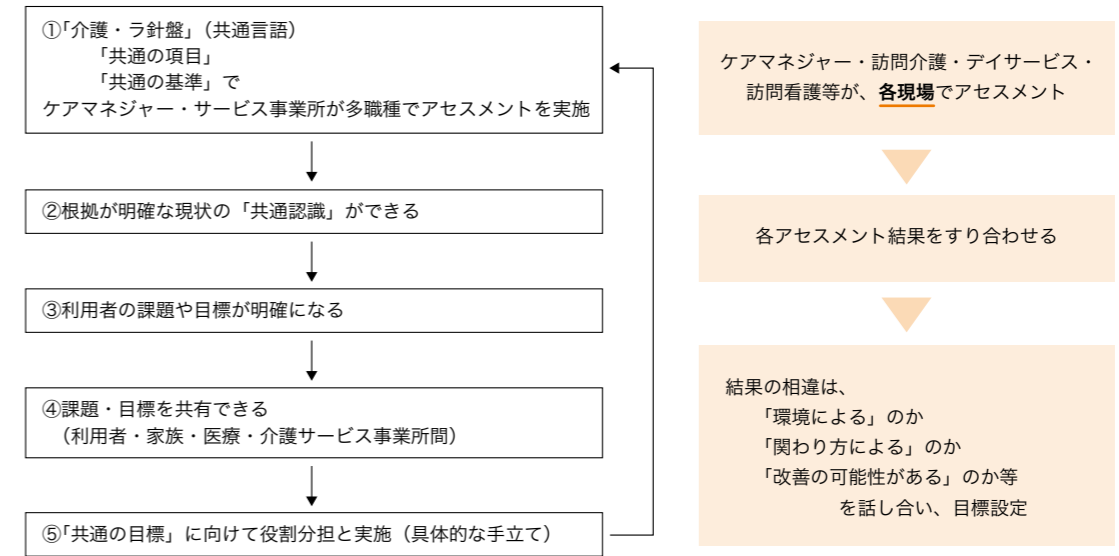 ①「介護・ラ針盤」（共通言語）
「共通の項目」
「共通の基準」で
ケアマネジャー・サービス事業所が多職種でアセスメントを実施
②根拠が明確な現状の「共通認識」ができる
③利用者の課題や目標が明確になる
④課題・目標を共有できる
（利用者・家族・医療・介護サービス事業所間）
⑤「共通の目標」に向けて役割分担と実施（具体的な手立て）
ケアマネジャー・訪問介護・デイサービス・
訪問看護等が、各現場でアセスメント
各アセスメント結果をすり合わせる
結果の相違は、
「環境による」のか
「関わり方による」のか
「改善の可能性がある」のか等
を話し合い、目標設定